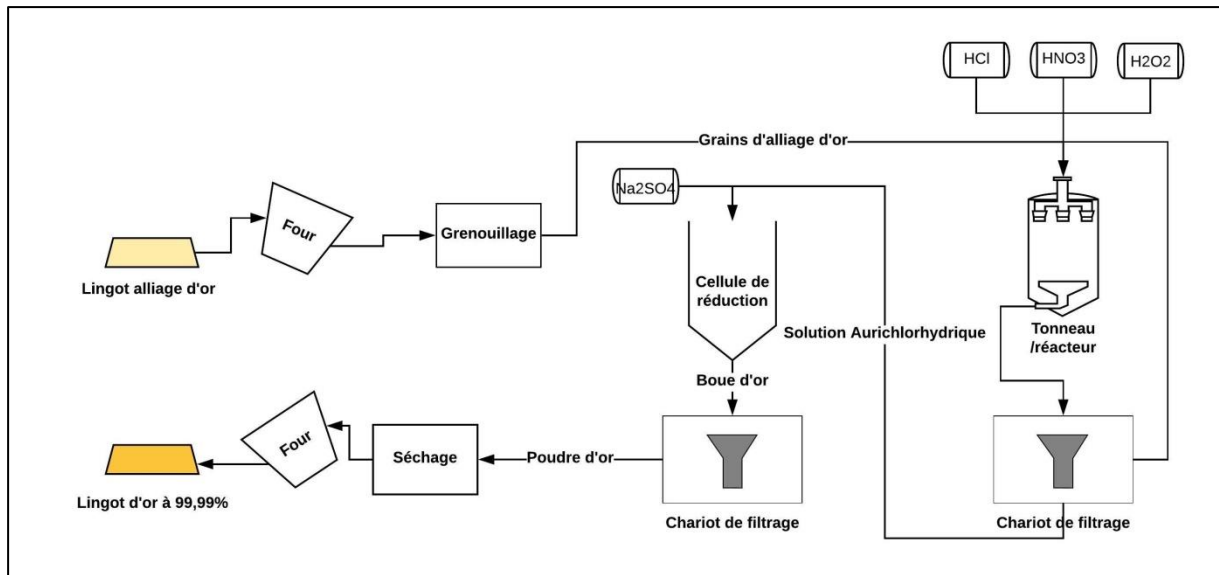 HCl
HNO3
H2O2
Grains d'alliage d'or
Na2SO4
Four
Grenouillage
Lingot alliage d'or
Cellule de
réduction
Solution Aurichlorhydrique
Tonneau
/réacteur
Boue d'or
Four
Séchage
Poudre d'or
Lingot d'or à 99,99%
Chariot de filtrage
Chariot de filtrage